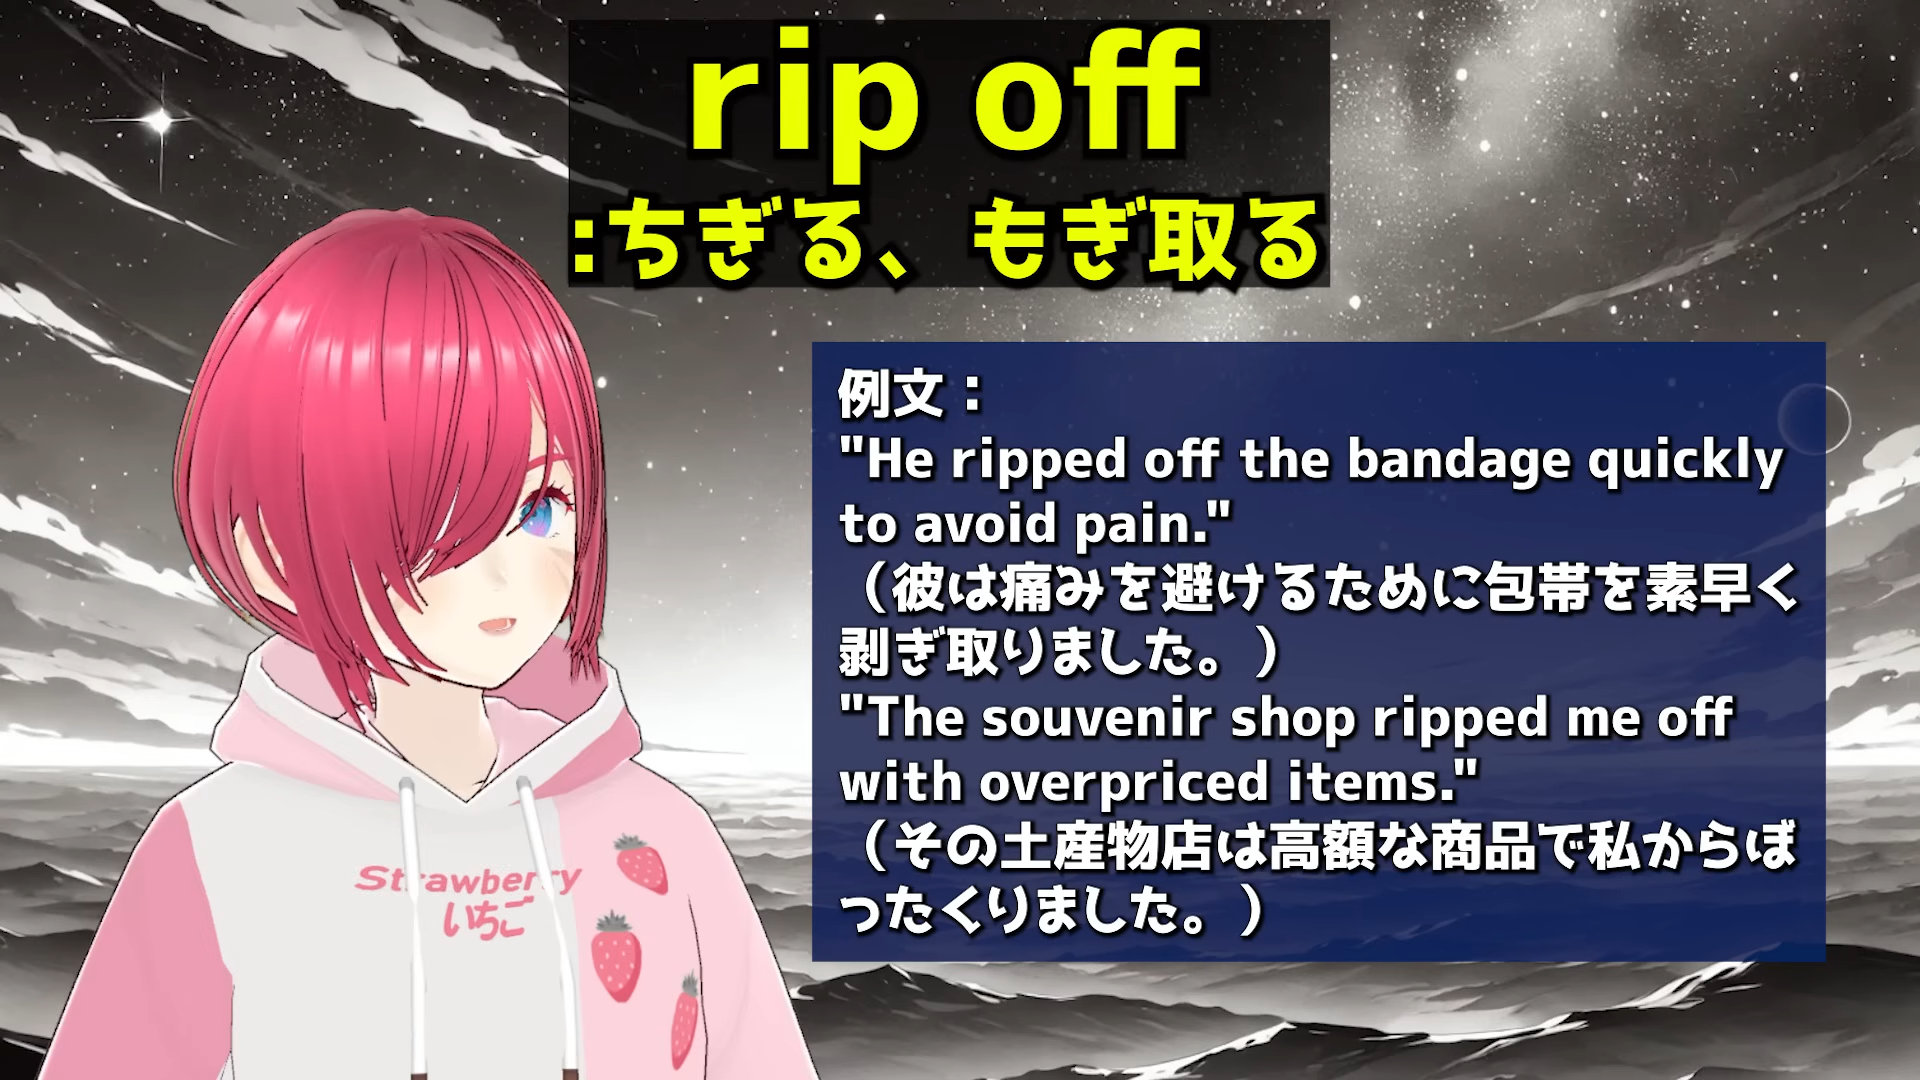 rip off
:ちぎる、もぎ取る
例文：
"He ripped off the bandage quickly
to avoid pain."
（彼は痛みを避けるために包帯を素早く
剥ぎ取りました。）
"The souvenir shop ripped me off
with overpriced items."
（その土産物店は高額な商品で私からぼ
ったくりました。）
Strawberry
いちご